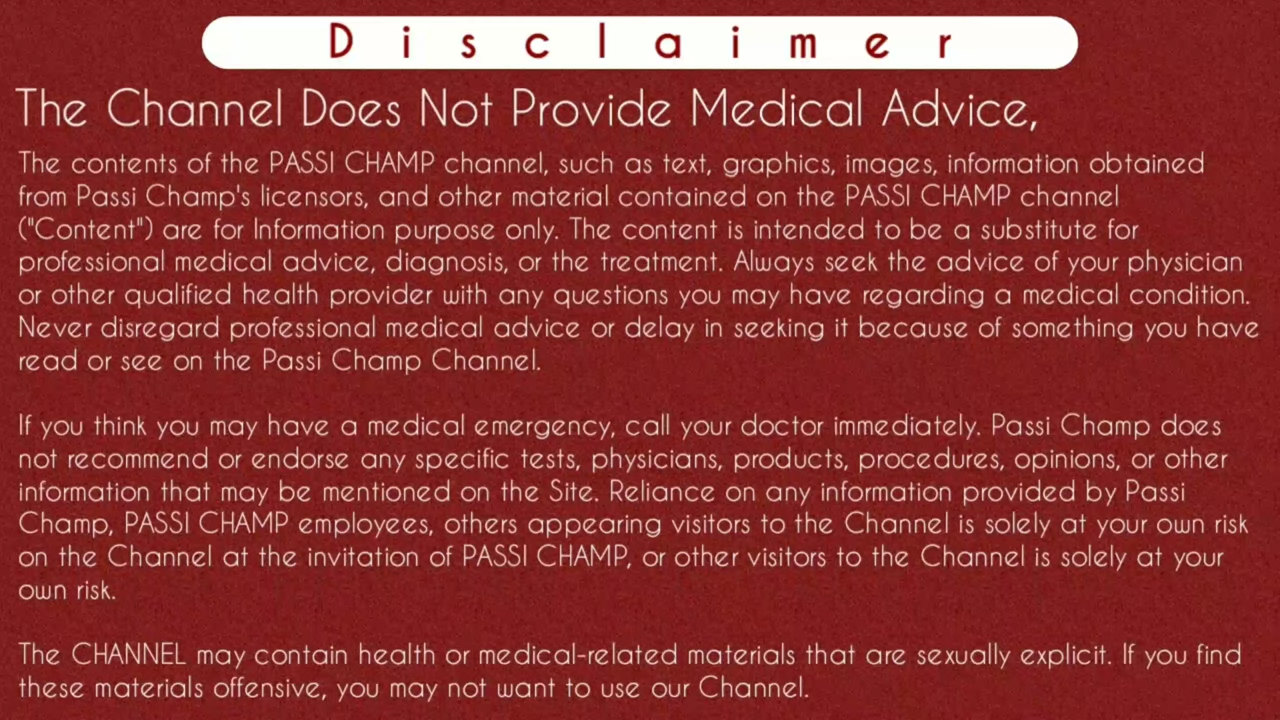 Disclaimer
The Channel Does Not Provide Medical Advice,
The contents of the PASSI CHAMP channel, such as text, graphics, images, information obtained
from Passi Champ's licensors, and other material contained on the PASSI CHAMP channel
("Content") are for Information purpose only. The content is intended to be a substitute for
professional medical advice, diagnosis, or the treatment. Always seek the advice of your physician
or other qualified health provider with any questions you may have regarding a medical condition.
Never disregard professional medical advice or delay in seeking it because of something you have
read or see on the Passi Champ Channel.
If you think you may have a medical emergency, call your doctor immediately. Passi Champ does
not recommend or endorse any specific tests, physicians, products, procedures, opinions, or other
information that may be mentioned on the Site. Reliance on any information provided by Passi
Champ, PASSI CHAMP employees, others appearing visitors to the Channel is solely at your own risk
on the Channel at the invitation of PASSI CHAMP, or other visitors to the Channel is solely at your
own risk.
The CHANNEL may contain health or medical-related materials that are sexually explicit. If you find
these materials offensive, you may not want to use our Channel.